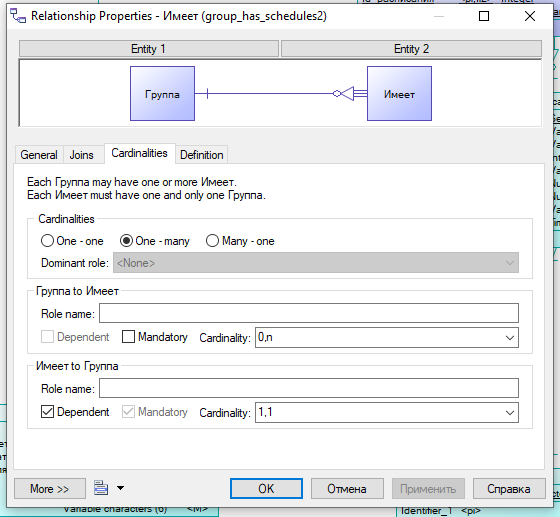 Relationship Properties - Имеет (group_has_schedules2)
Entity 1
Entity 2
Группа
Имеет
General
Joins
Cardinalities
Definition
Each Группа may have one or more Имеет.
Each Имеет must have one and only one Группа.
Cardinalities
One - one
One - many
Many - one
Dominant role:
<None>
Группа to Имеет
Role name:
Dependent
Mandatory
Cardinality:
0,n
Имеет to Группа
Role name:
Dependent
Mandatory
Cardinality:
1,1
More >>
OK
Отмена
Применить
Справка
Variable characters (6) <M>
Identifier_1 <pi>